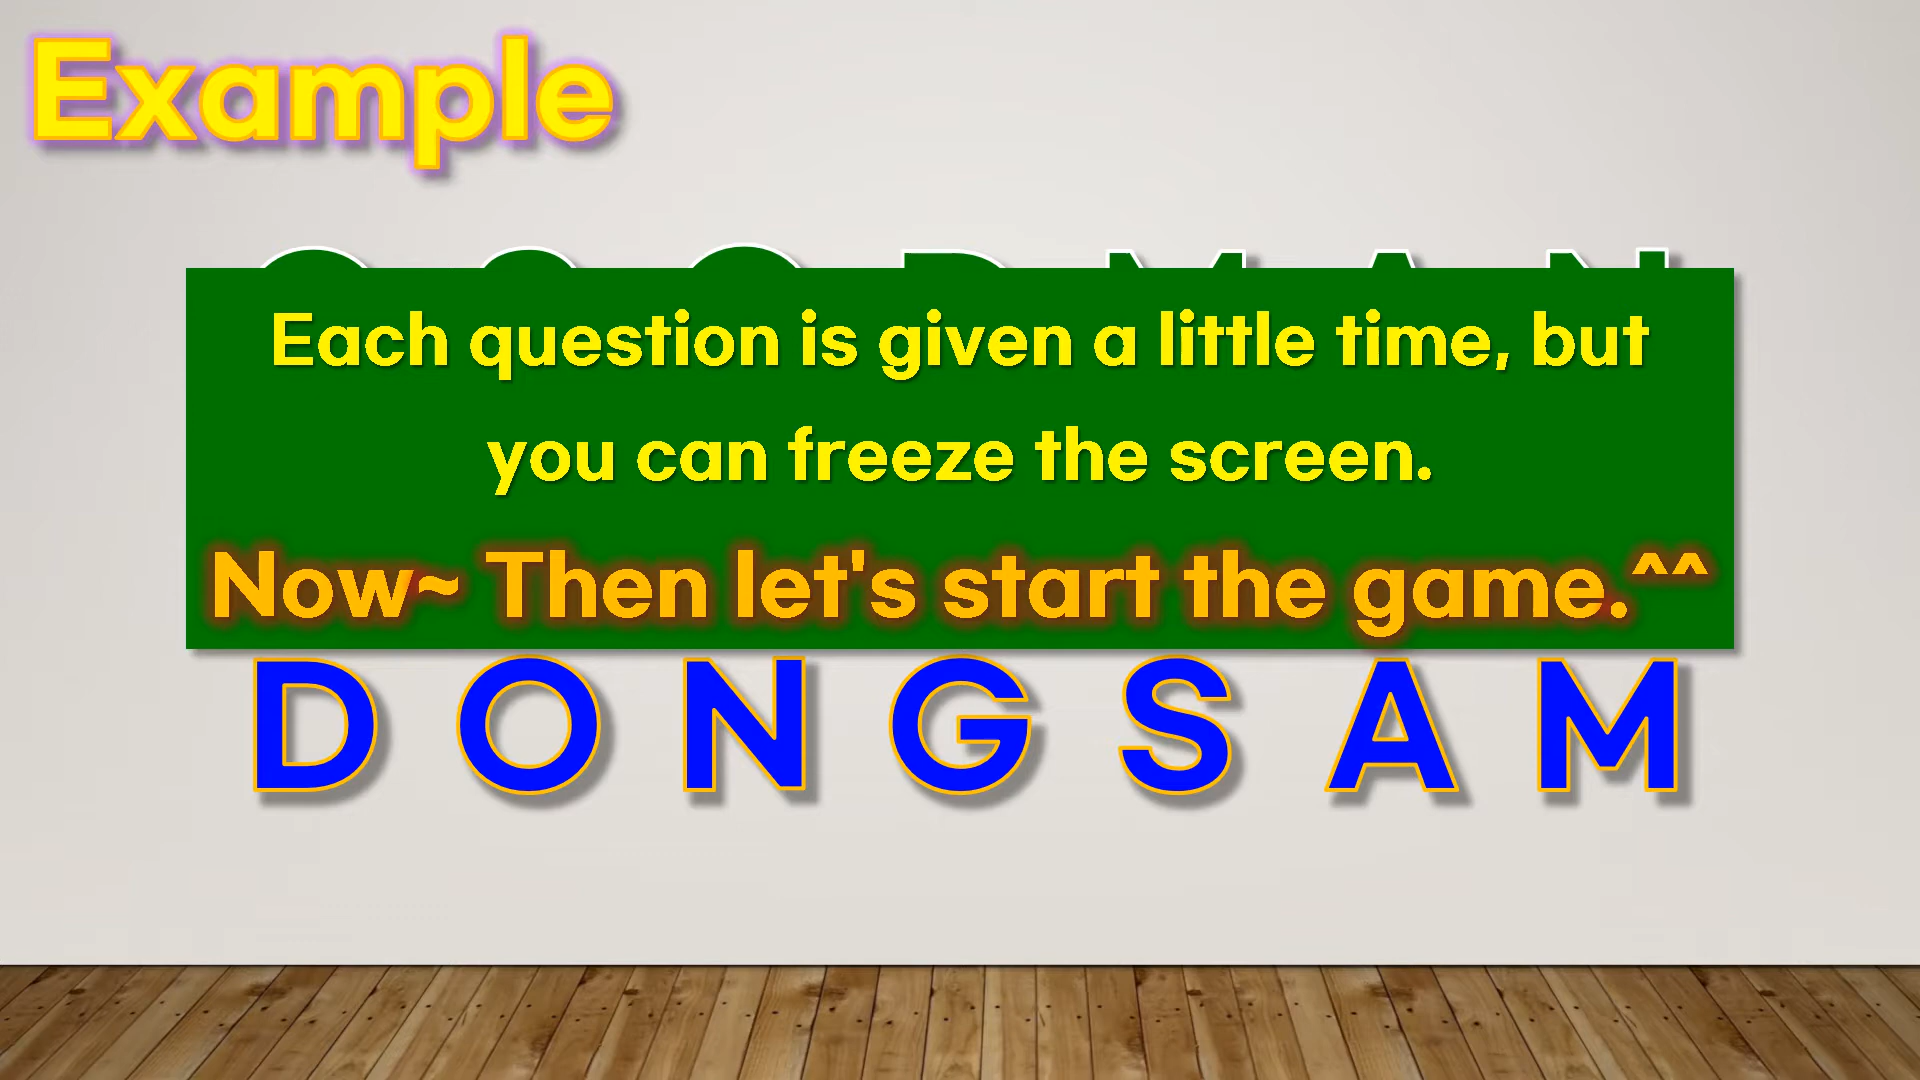 Example
Each question is given a little time, but
you can freeze the screen.
Now~ Then let's start the game.^^
D O N G S A M